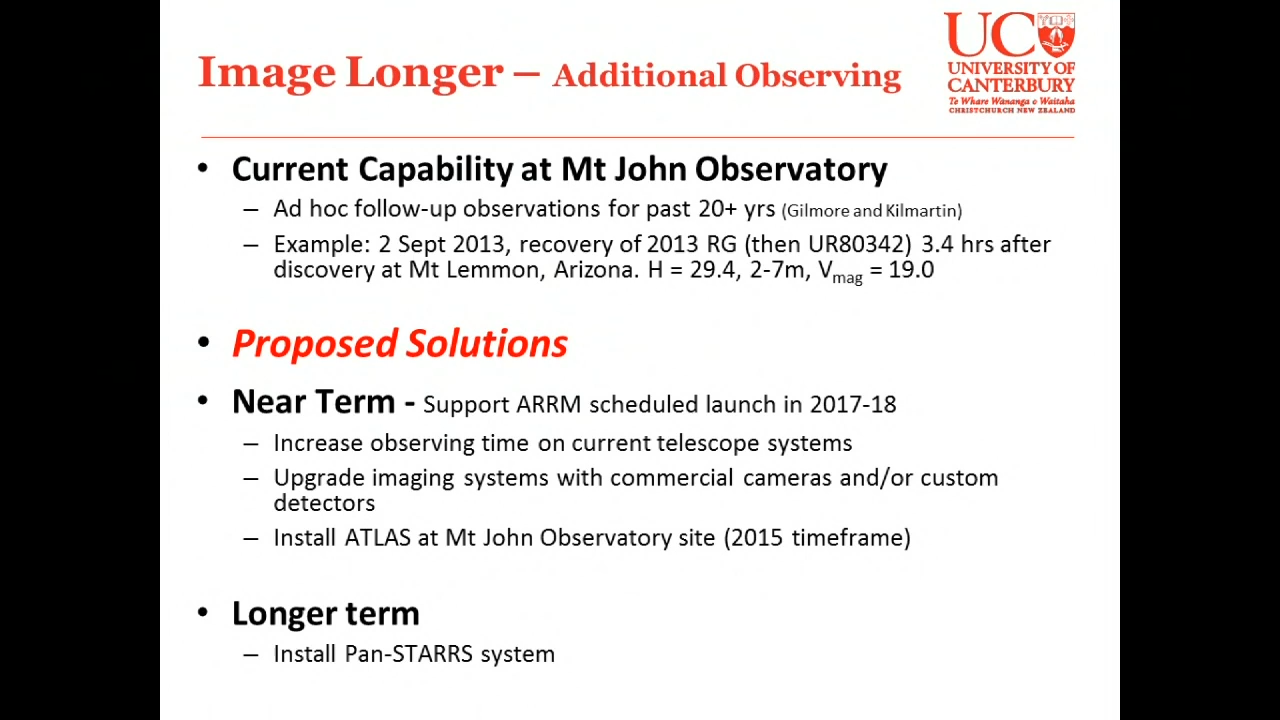 Image Longer – Additional Observing
UC
UNIVERSITY OF
CANTERBURY
Te Whare Wānanga o Waitaha
CHRISTCHURCH NEW ZEALAND
• Current Capability at Mt John Observatory
– Ad hoc follow-up observations for past 20+ yrs (Gilmore and Kilmartin)
– Example: 2 Sept 2013, recovery of 2013 RG (then UR80342) 3.4 hrs after
discovery at Mt Lemmon, Arizona. H = 29.4, 2-7m, Vmag = 19.0
• Proposed Solutions
• Near Term - Support ARRM scheduled launch in 2017-18
– Increase observing time on current telescope systems
– Upgrade imaging systems with commercial cameras and/or custom
detectors
– Install ATLAS at Mt John Observatory site (2015 timeframe)
• Longer term
– Install Pan-STARRS system